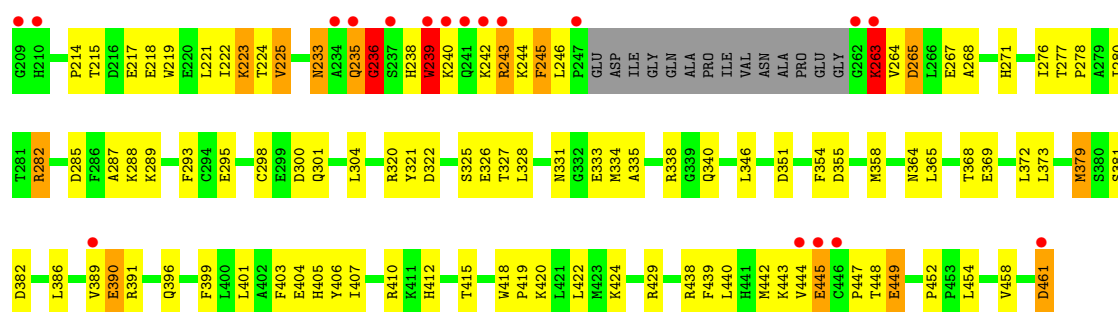 G209
H210
P214
T215
D216
E217
E218
W219
E220
L221
I222
K223
T224
V225
N233
A234
Q235
G236
S237
H238
W239
K240
Q241
K242
R243
K244
F245
L246
P247
GLU
ASP
ILE
GLY
GLN
ALA
PRO
ILE
VAL
ASN
ALA
PRO
GLU
GLY
G262
K263
V264
D265
L266
E267
A268
H271
I276
T277
P278
A279
I280
T281
R282
D285
F286
A287
K288
K289
F293
C294
E295
C298
E299
D300
Q301
L304
R320
Y321
D322
S325
E326
T327
L328
N331
G332
E333
M334
A335
R338
G339
Q340
L346
D351
F354
D355
M358
N364
L365
T368
E369
L372
L373
M379
S380
S381
D382
L386
V389
E390
R391
Q396
F399
L400
L401
A402
F403
E404
H405
Y406
I407
R410
K411
H412
T415
W418
P419
K420
L421
L422
M423
K424
R429
R438
F439
L440
H441
M442
K443
V444
E445
C446
P447
T448
E449
P452
P453
L454
V458
D461